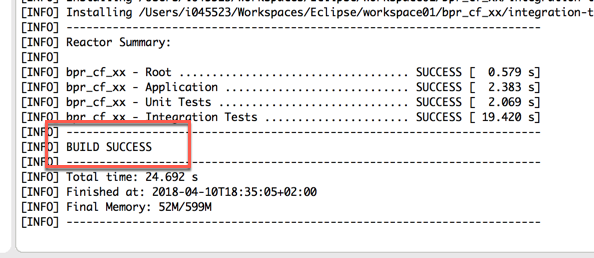 [INFO] Installing /Users/i045523/Workspaces/Eclipse/workspace01/bpr_cf_xx/integration-t
[INFO] ------------------------------------------------------------------------
[INFO] Reactor Summary:
[INFO]
[INFO] bpr_cf_xx - Root ................................... SUCCESS [  0.579 s]
[INFO] bpr_cf_xx - Application ............................ SUCCESS [  2.383 s]
[INFO] bpr_cf_xx - Unit Tests ............................. SUCCESS [  2.069 s]
[INFO] bpr_cf_xx - Integration Tests ...................... SUCCESS [ 19.420 s]
[INFO] ------------------------------------------------------------------------
[INFO] BUILD SUCCESS
[INFO] ------------------------------------------------------------------------
[INFO] Total time: 24.692 s
[INFO] Finished at: 2018-04-10T18:35:05+02:00
[INFO] Final Memory: 52M/599M
[INFO] ------------------------------------------------------------------------